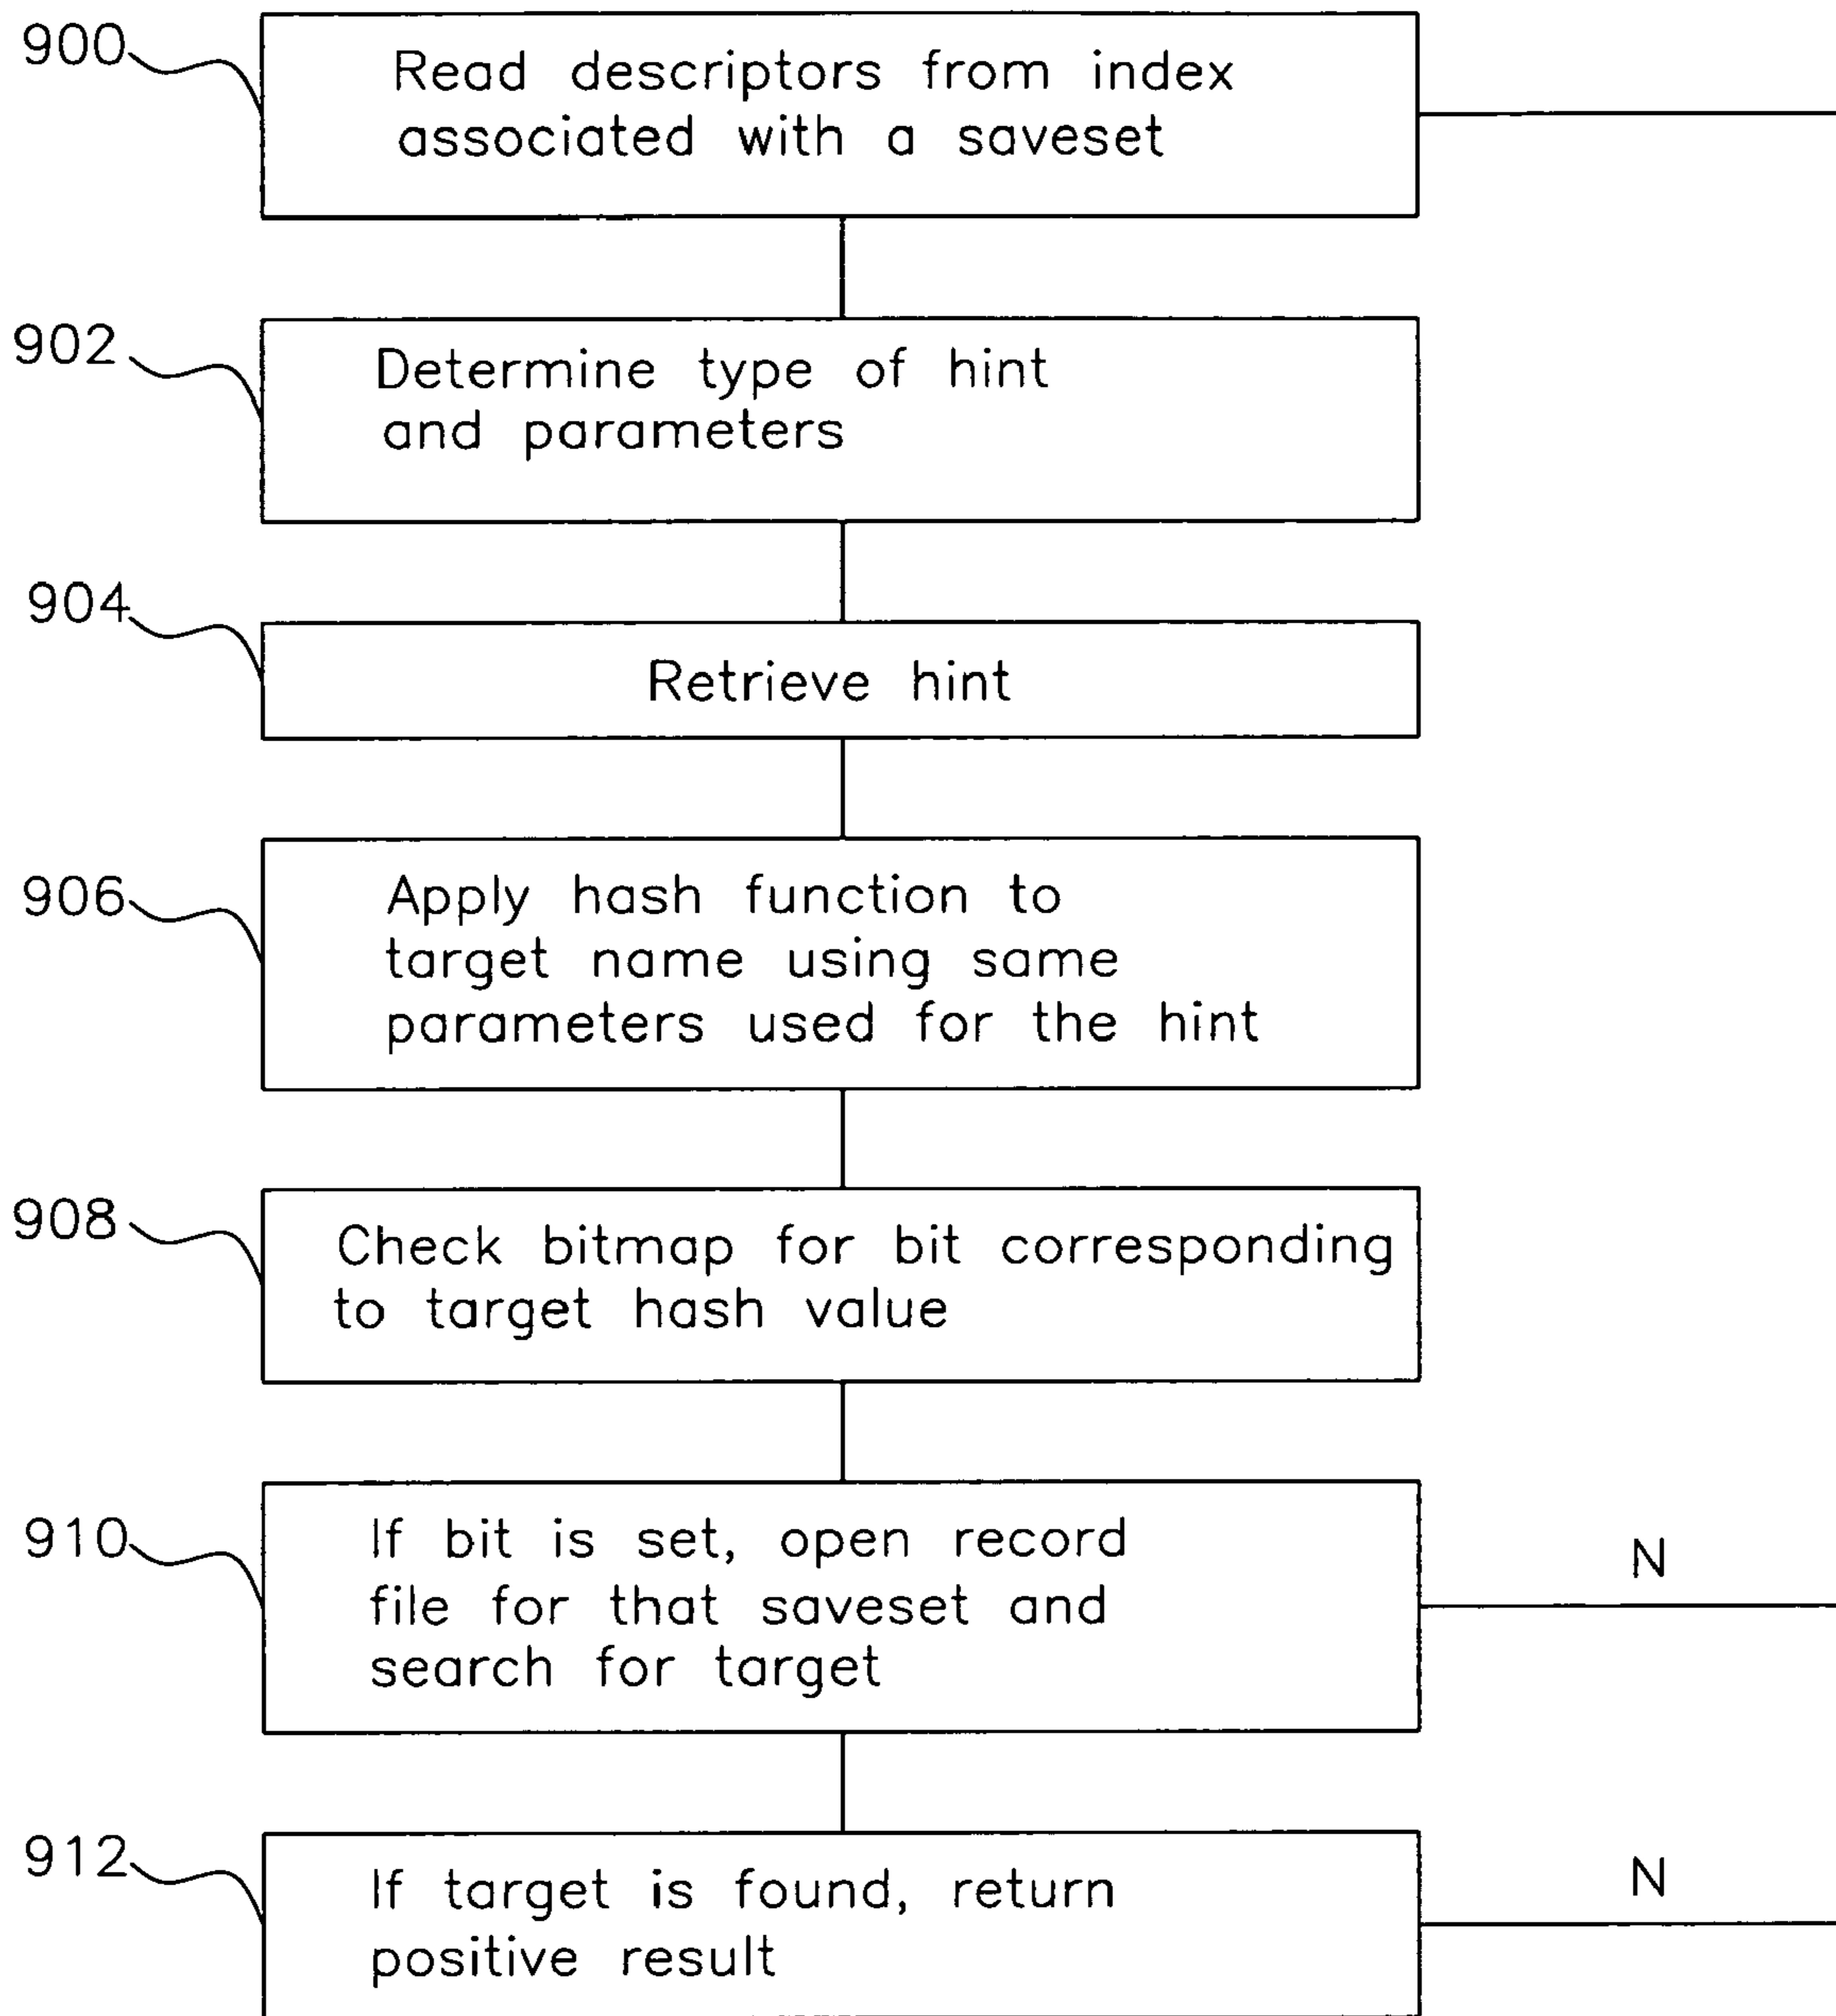 900
Read descriptors from index
associated with a saveset
902
Determine type of hint
and parameters
904
Retrieve hint
906
Apply hash function to
target name using same
parameters used for the hint
908
Check bitmap for bit corresponding
to target hash value
910
If bit is set, open record
file for that saveset and
search for target
N
912
If target is found, return
positive result
N